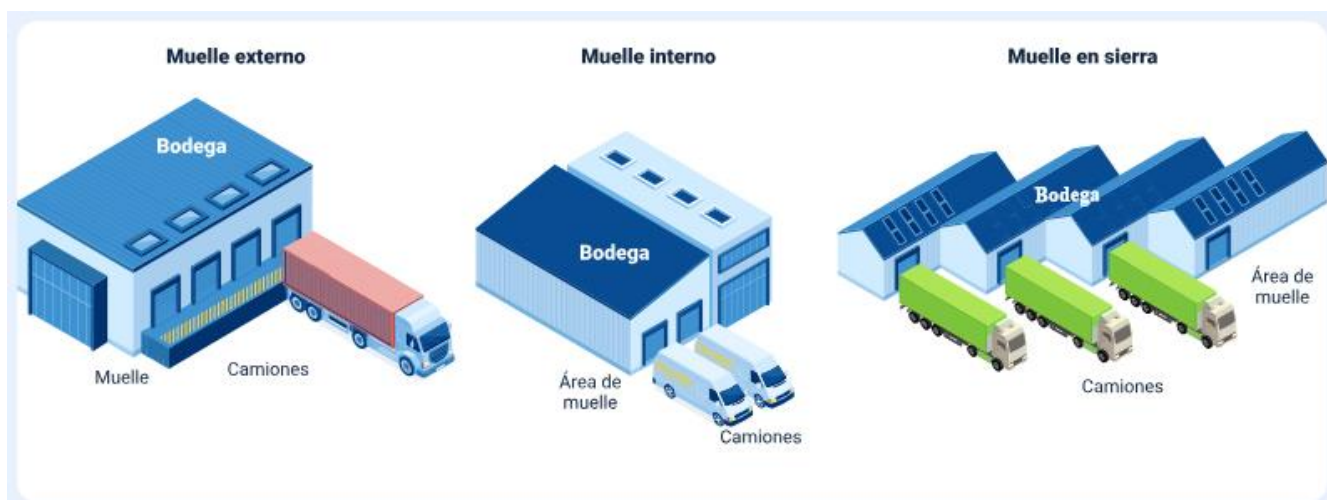 Muelle externo
Bodega
Muelle
Camiones
Muelle interno
Bodega
Área de
muelle
Camiones
Muelle en sierra
Bodega
Área de
muelle
Camiones